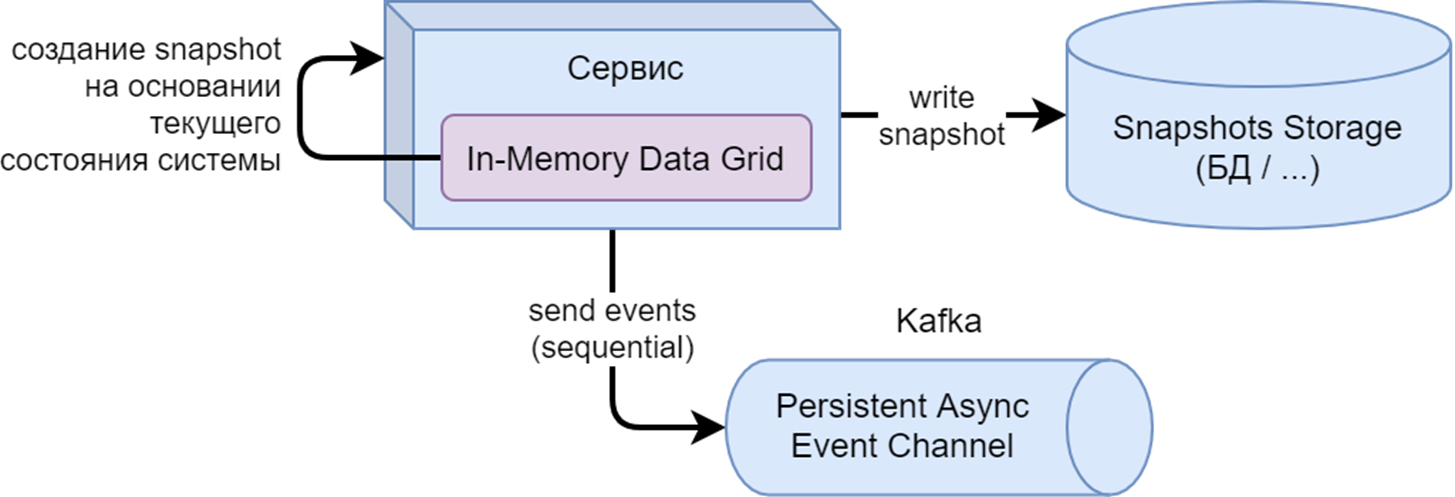 создание snapshot
на основании
текущего
состояния системы
Сервис
In-Memory Data Grid
write
snapshot
Snapshots Storage
(БД / ...)
send events
(sequential)
Kafka
Persistent Async
Event Channel